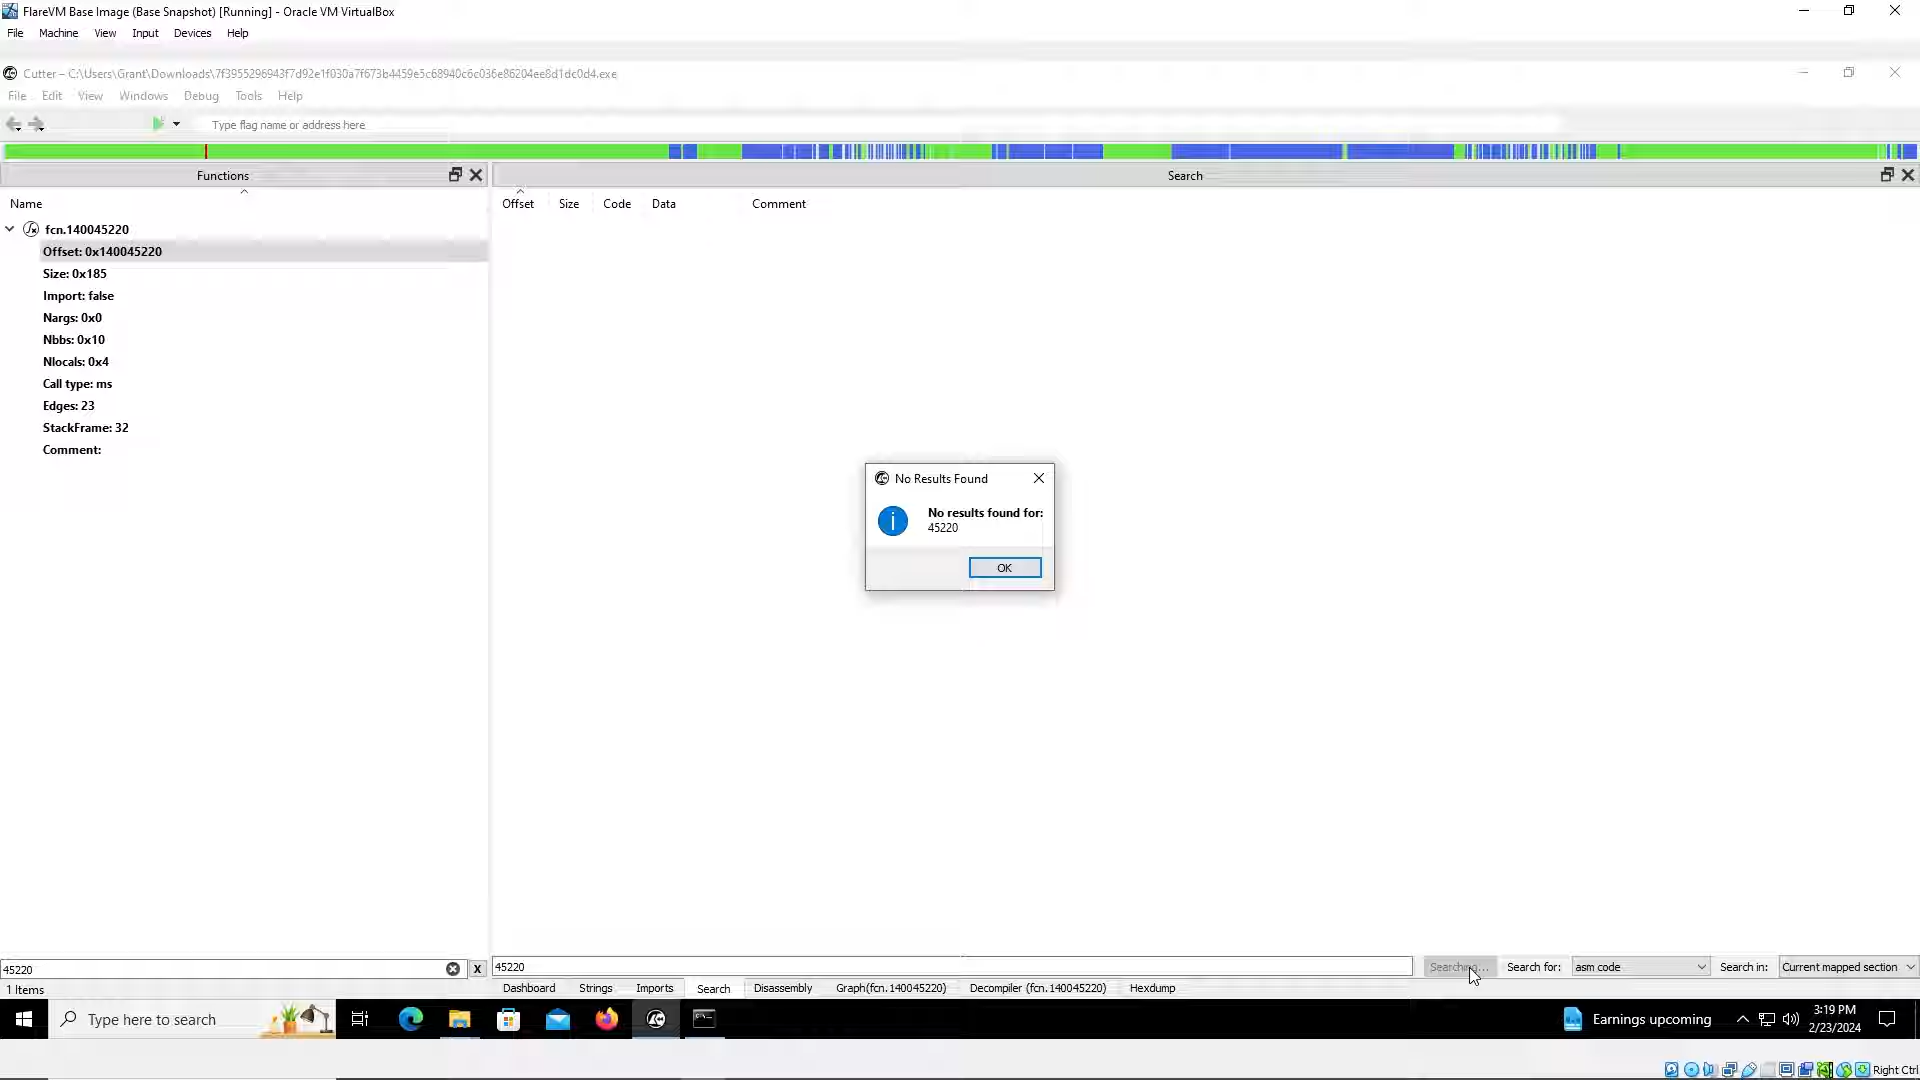 FlareVM Base Image (Base Snapshot) [Running] - Oracle VM VirtualBox
File Machine View Input Devices Help
Cutter – C:\Users\Grant\Downloads\7f3955296943f7d92e1f030a7f673b4459e5c68940c6c036e86204ee8d1dc0d4.exe
File Edit View Windows Debug Tools Help
Type flag name or address here
Functions
Search
Name
Offset Size Code Data Comment
fcn.140045220
Offset: 0x140045220
Size: 0x185
Import: false
Nargs: 0x0
Nbbs: 0x10
Nlocals: 0x4
Call type: ms
Edges: 23
StackFrame: 32
Comment:
No Results Found
No results found for:
45220
OK
45220 X
45220 Searching... Search for: asm code Search in: Current mapped section
1 Items
Dashboard Strings Imports Search Disassembly Graph(fcn.140045220) Decompiler (fcn.140045220) Hexdump
Type here to search
Earnings upcoming
3:19 PM
2/23/2024
Right Ctrl